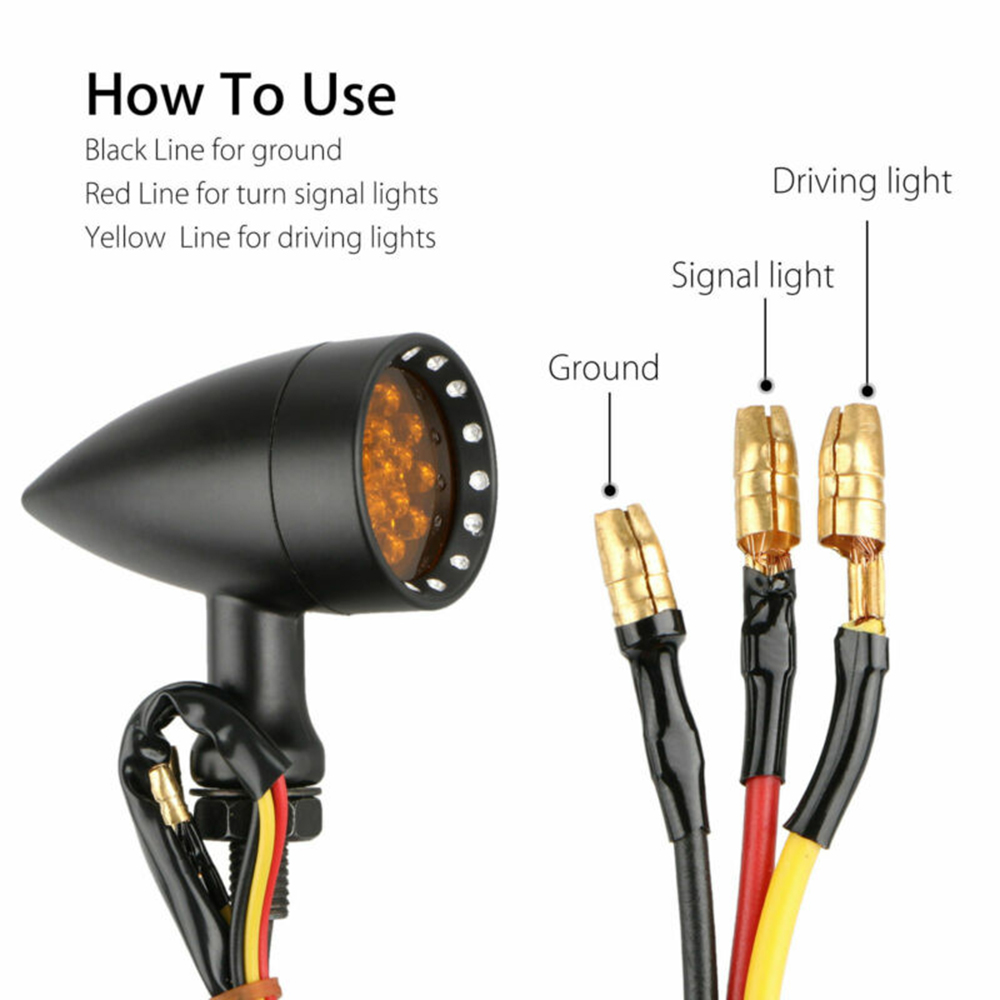 How To Use
Black Line for ground
Red Line for turn signal lights
Yellow  Line for driving lights
Driving light
Signal light
Ground